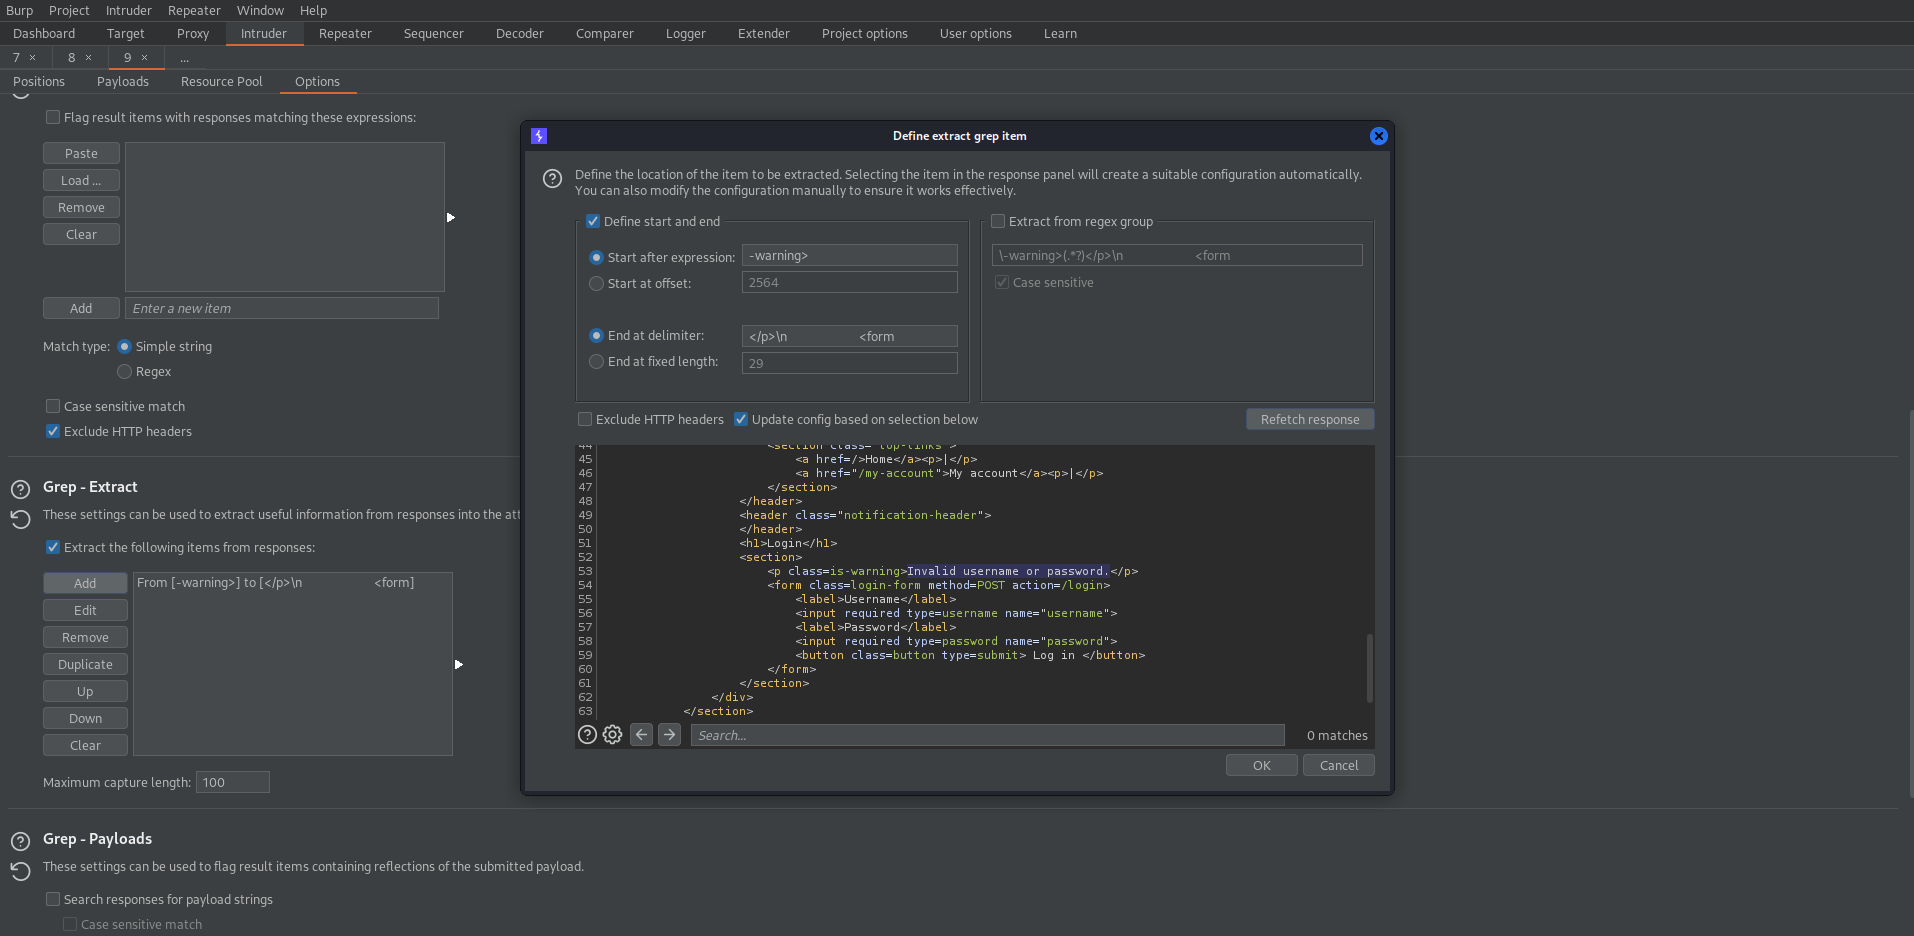 Burp Project Intruder Repeater Window Help
Dashboard Target Proxy Intruder Repeater Sequencer Decoder Comparer Logger Extender Project options User options Learn
7 × 8 × 9 × ...
Positions Payloads Resource Pool Options
Flag result items with responses matching these expressions:
Paste
Load ...
Remove
Clear
Add Enter a new item
Match type: Simple string
Regex
Case sensitive match
Exclude HTTP headers
Grep - Extract
These settings can be used to extract useful information from responses into the att
Extract the following items from responses:
Add From [-warning>] to [</p>\n <form]
Edit
Remove
Duplicate
Up
Down
Clear
Maximum capture length: 100
Grep - Payloads
These settings can be used to flag result items containing reflections of the submitted payload.
Search responses for payload strings
Case sensitive match
Define extract grep item
Define the location of the item to be extracted. Selecting the item in the response panel will create a suitable configuration automatically.
You can also modify the configuration manually to ensure it works effectively.
Define start and end
Start after expression: -warning>
Start at offset: 2564
End at delimiter: </p>\n <form
End at fixed length: 29
Extract from regex group
\-warning>(.*?)</p>\n <form
Case sensitive
Exclude HTTP headers Update config based on selection below Refetch response
44 <section class="top-links">
45 <a href=/>Home</a><p>|</p>
46 <a href="/my-account">My account</a><p>|</p>
47 </section>
48 </header>
49 <header class="notification-header">
50 </header>
51 <h1>Login</h1>
52 <section>
53 <p class=is-warning>Invalid username or password.</p>
54 <form class=login-form method=POST action=/login>
55 <label>Username</label>
56 <input required type=username name="username">
57 <label>Password</label>
58 <input required type=password name="password">
59 <button class=button type=submit> Log in </button>
60 </form>
61 </section>
62 </div>
63 </section>
Search... 0 matches
OK Cancel